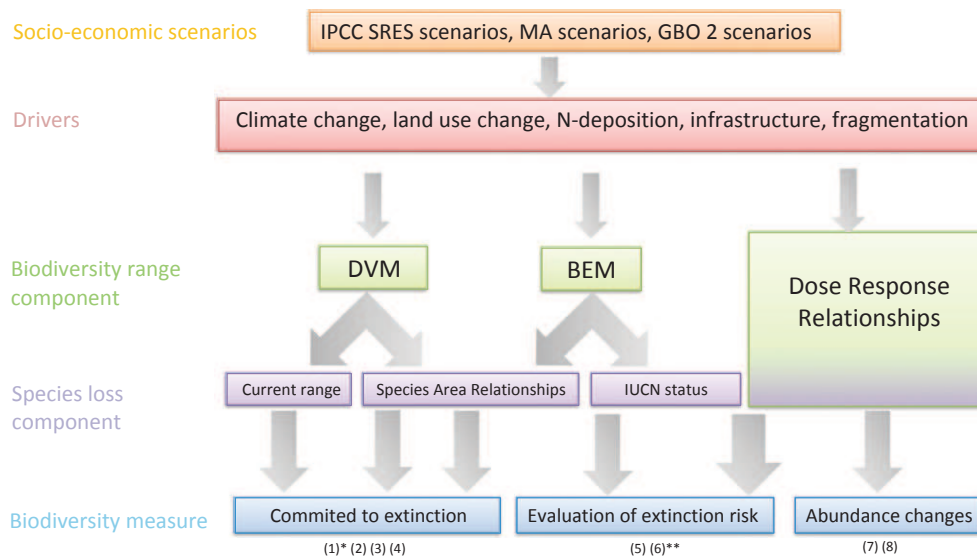 Socio-economic scenarios
IPCC SRES scenarios, MA scenarios, GBO 2 scenarios
Drivers
Climate change, land use change, N-deposition, infrastructure, fragmentation
Biodiversity range
component
DVM
BEM
Dose Response
Relationships
Species loss
component
Current range
Species Area Relationships
IUCN status
Biodiversity measure
Commited to extinction
Evaluation of extinction risk
Abundance changes
(1)* (2) (3) (4)
(5) (6)**
(7) (8)